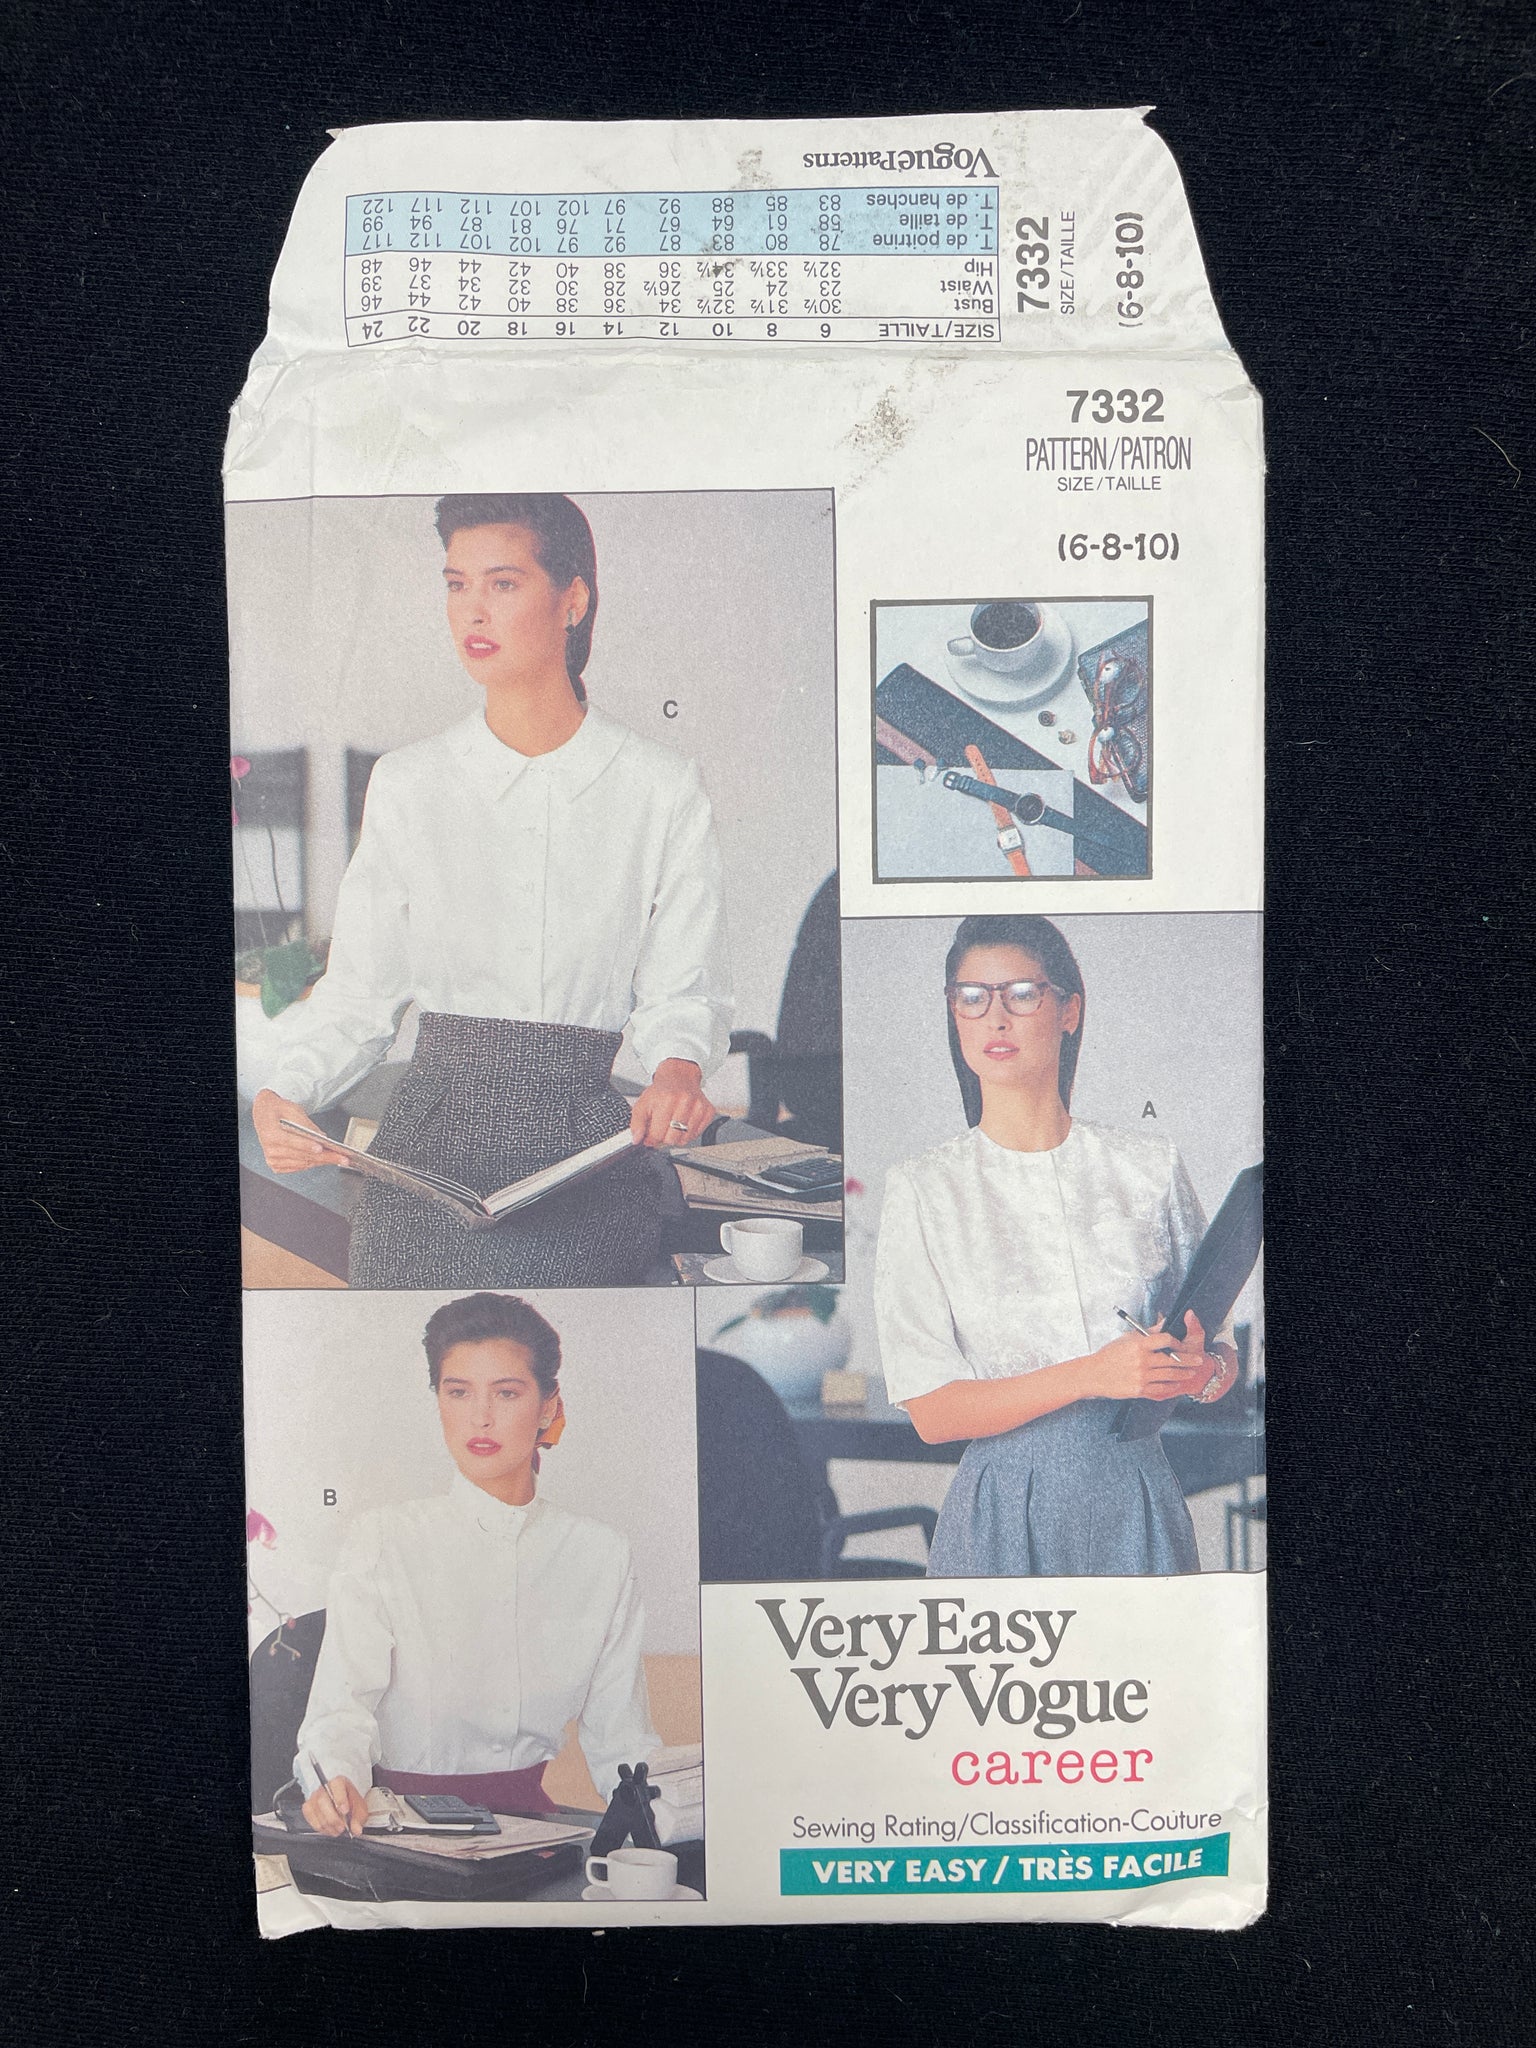 VoguePatterns
SIZE/TAILLE 6 8 10 12 14 16 18 20 22 24
Bust 30½ 31½ 32½ 34 36 38 40 42 44 46
Waist 23 24 25 26½ 28 30 32 34 37 39
Hip 32½ 33½ 34½ 36 38 40 42 44 46 48
T. de poitrine 78 80 83 87 92 97 102 107 112 117
T. de taille 58 61 64 67 71 76 81 87 94 99
T. de hanches 83 85 88 92 97 102 107 112 117 122
7332
SIZE/TAILLE
(6-8-10)
7332
PATTERN/PATRON
SIZE/TAILLE
(6-8-10)
C
A
B
Very Easy
Very Vogue
career
Sewing Rating/Classification-Couture
VERY EASY/TRÈS FACILE